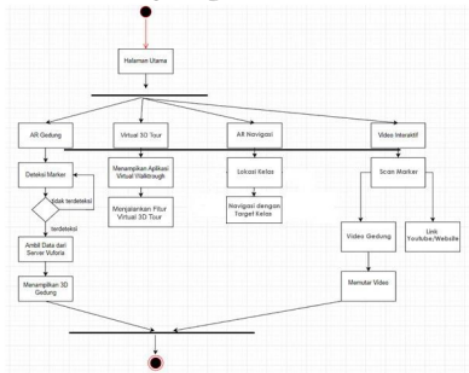 Halaman Utama
AR Gedung
Virtual 3D Tour
AR Navigasi
Video Interaktif
Deteksi Marker
Menampilkan Aplikasi
Virtual Walktrough
Lokasi Kelas
Scan Marker
tidak terdeteksi
Menjalankan Fitur
Virtual 3D Tour
Navigasi dengan
Target Kelas
terdeteksi
Video Gedung
Link
Youtube/Website
Ambil Data dari
Server Vuforia
Menampilkan 3D
Gedung
Memutar Video